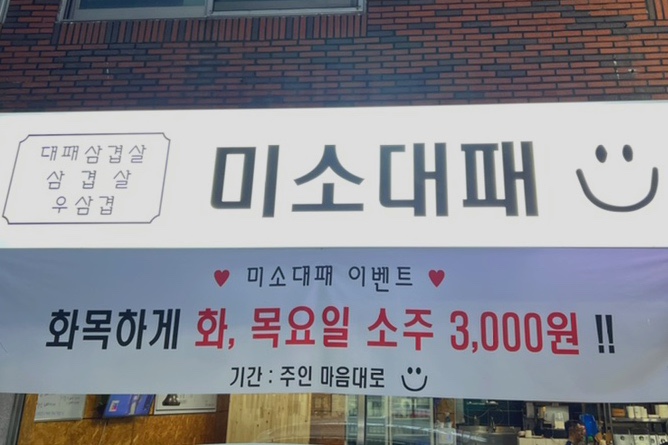 대패삼겹살
삼겹살
우삼겹
미소대패
♥ 미소대패 이벤트 ♥
화목하게 화, 목요일 소주 3,000원 !!
기간 : 주인 마음대로